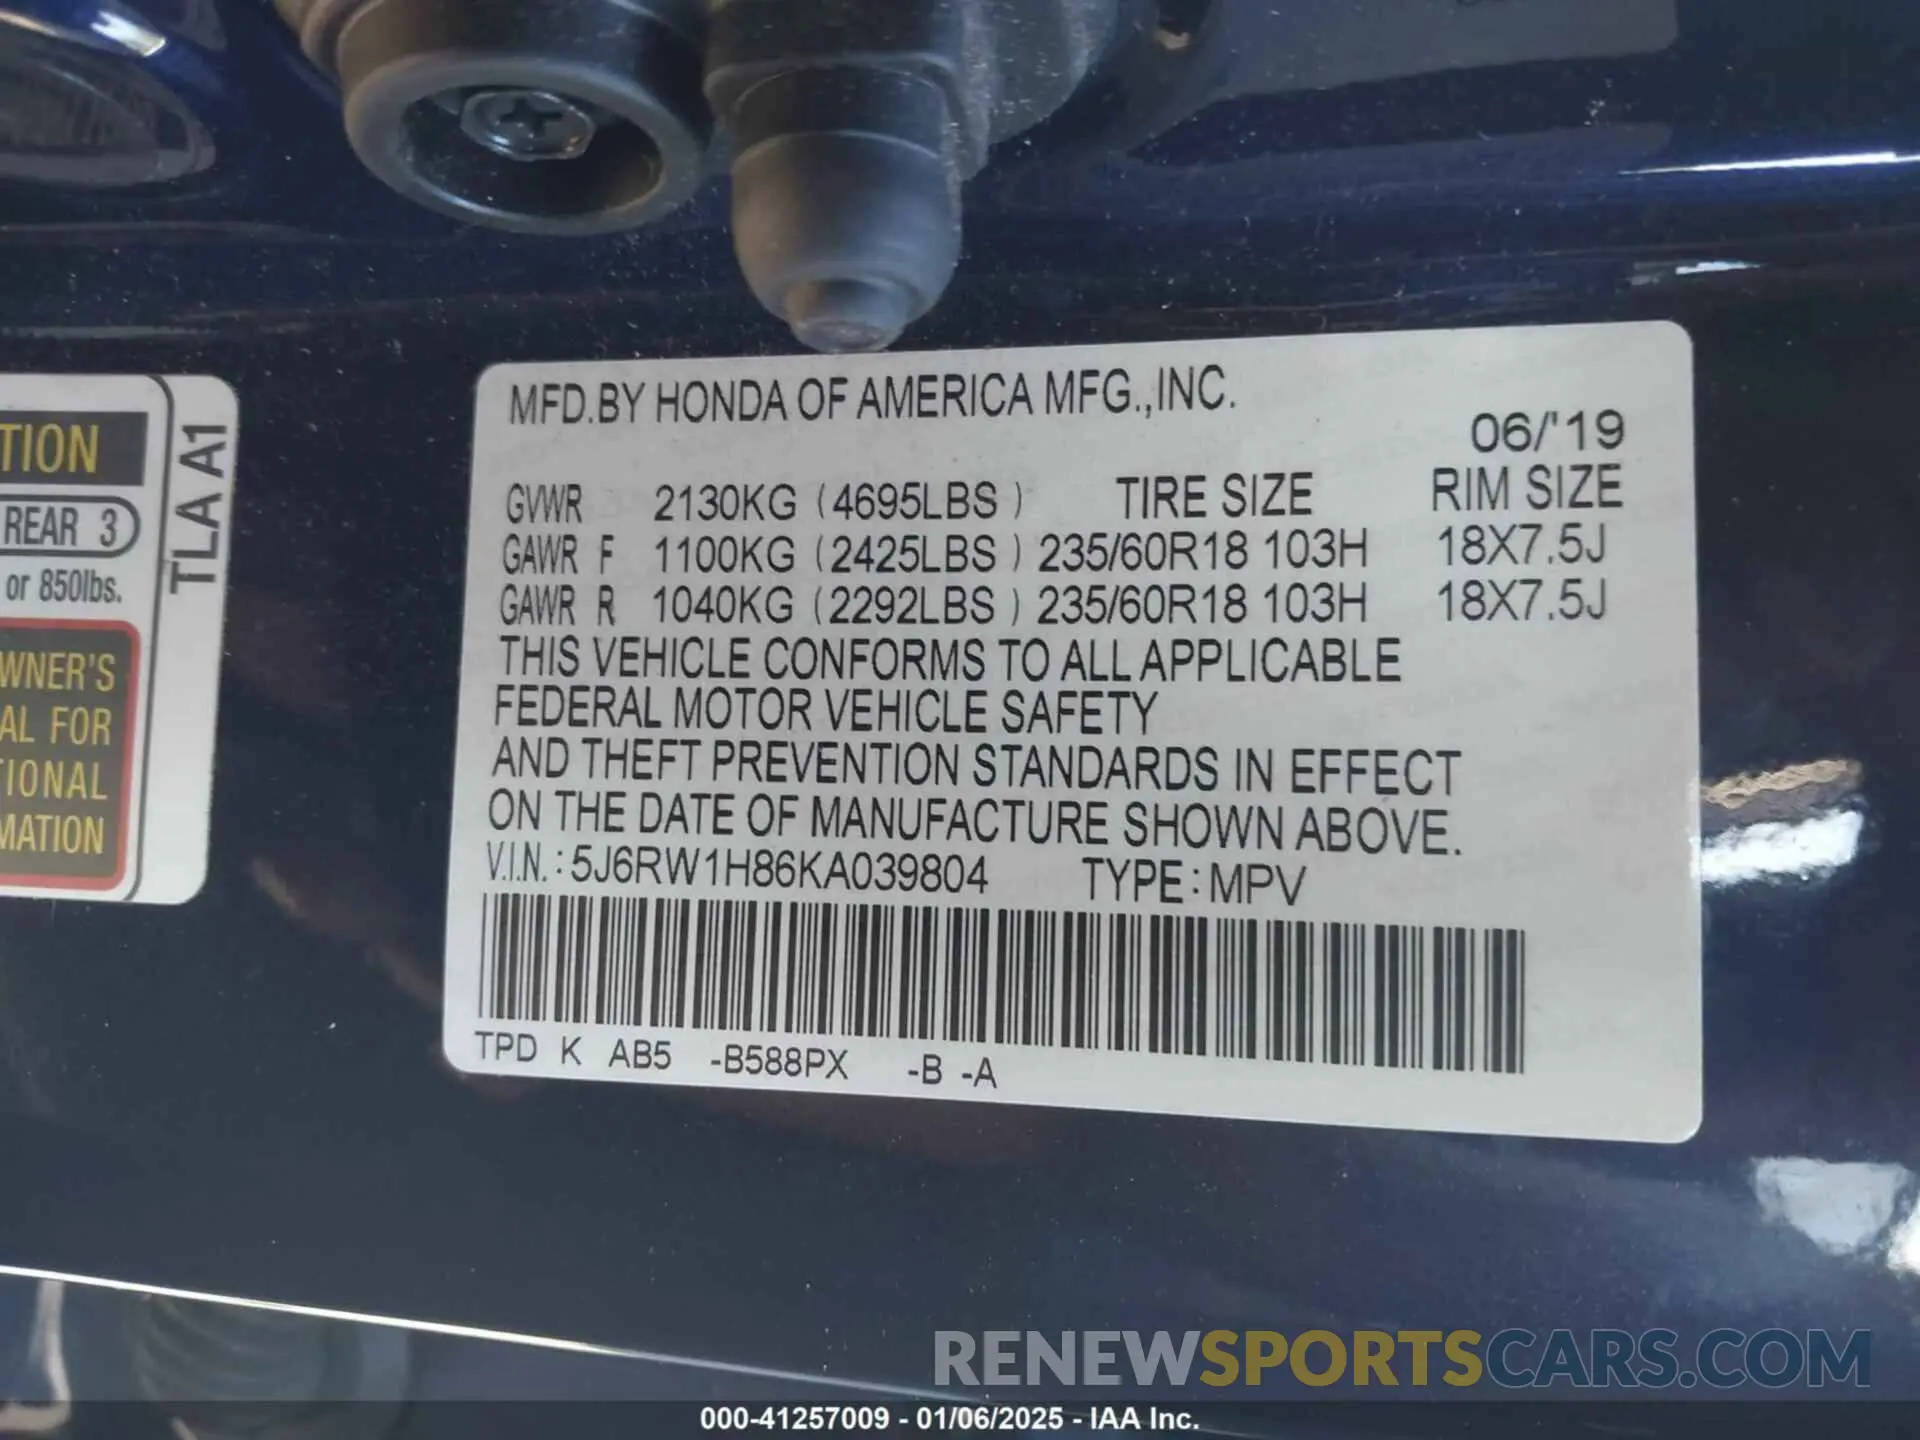 TION
REAR 3
or 850lbs.
WNER'S
AL FOR
TIONAL
MATION
TLA A1
MFD.BY HONDA OF AMERICA MFG.,INC.
06/'19
GVWR 2130KG (4695LBS) TIRE SIZE RIM SIZE
GAWR F 1100KG (2425LBS) 235/60R18 103H 18X7.5J
GAWR R 1040KG (2292LBS) 235/60R18 103H 18X7.5J
THIS VEHICLE CONFORMS TO ALL APPLICABLE
FEDERAL MOTOR VEHICLE SAFETY
AND THEFT PREVENTION STANDARDS IN EFFECT
ON THE DATE OF MANUFACTURE SHOWN ABOVE.
V.I.N.: 5J6RW1H86KA039804 TYPE: MPV
TPD K AB5 -B588PX -B -A
RENEWSPORTSCARS.COM
000-41257009 - 01/06/2025 - IAA Inc.